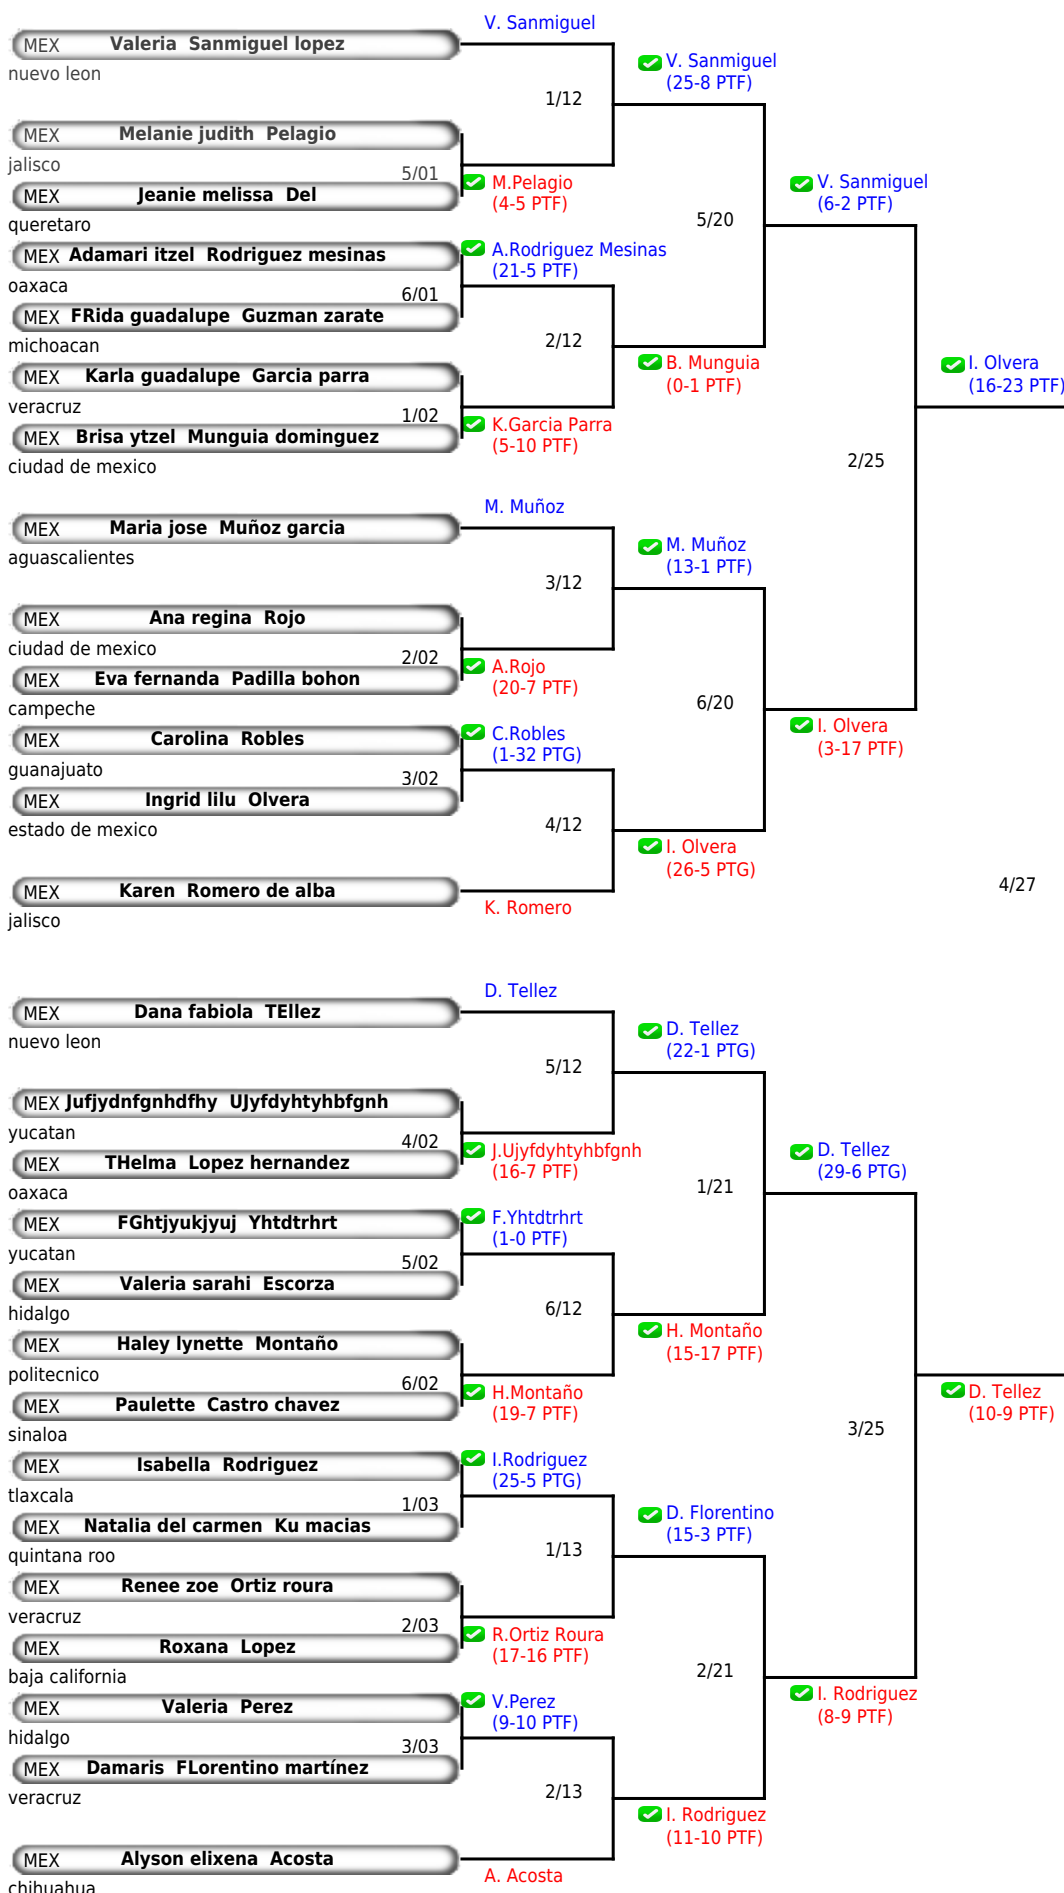 V. Sanmiguel
MEX Valeria Sanmiguel lopez
nuevo leon
V. Sanmiguel
(25-8 PTF)
1/12
MEX Melanie judith Pelagio
jalisco
5/01
M.Pelagio
(4-5 PTF)
MEX Jeanie melissa Del
queretaro
V. Sanmiguel
(6-2 PTF)
5/20
MEX Adamari itzel Rodriguez mesinas
A.Rodriguez Mesinas
(21-5 PTF)
oaxaca
6/01
MEX FRida guadalupe Guzman zarate
michoacan
2/12
B. Munguia
(0-1 PTF)
I. Olvera
(16-23 PTF)
MEX Karla guadalupe Garcia parra
veracruz
1/02
K.Garcia Parra
(5-10 PTF)
MEX Brisa ytzel Munguia dominguez
ciudad de mexico
2/25
M. Muñoz
MEX Maria jose Muñoz garcia
aguascalientes
M. Muñoz
(13-1 PTF)
3/12
MEX Ana regina Rojo
ciudad de mexico
2/02
A.Rojo
(20-7 PTF)
MEX Eva fernanda Padilla bohon
campeche
6/20
I. Olvera
(3-17 PTF)
MEX Carolina Robles
C.Robles
(1-32 PTG)
guanajuato
3/02
MEX Ingrid lilu Olvera
estado de mexico
4/12
I. Olvera
(26-5 PTG)
MEX Karen Romero de alba
4/27
K. Romero
jalisco
D. Tellez
MEX Dana fabiola TEllez
nuevo leon
D. Tellez
(22-1 PTG)
5/12
MEX Jufjydnfgnhdfhy UJyfdyhtyhbfgnh
yucatan
4/02
J.Ujyfdyhtyhbfgnh
(16-7 PTF)
MEX THelma Lopez hernandez
oaxaca
D. Tellez
(29-6 PTG)
1/21
MEX FGhtjyukjyuj Yhtdtrhrt
F.Yhtdtrhrt
(1-0 PTF)
yucatan
5/02
MEX Valeria sarahi Escorza
hidalgo
6/12
H. Montaño
(15-17 PTF)
MEX Haley lynette Montaño
politecnico
6/02
H.Montaño
(19-7 PTF)
MEX Paulette Castro chavez
sinaloa
D. Tellez
(10-9 PTF)
3/25
MEX Isabella Rodriguez
I.Rodriguez
(25-5 PTG)
tlaxcala
1/03
MEX Natalia del carmen Ku macias
quintana roo
D. Florentino
(15-3 PTF)
1/13
MEX Renee zoe Ortiz roura
veracruz
2/03
R.Ortiz Roura
(17-16 PTF)
MEX Roxana Lopez
baja california
2/21
I. Rodriguez
(8-9 PTF)
MEX Valeria Perez
V.Perez
(9-10 PTF)
hidalgo
3/03
MEX Damaris FLorentino martínez
veracruz
2/13
I. Rodriguez
(11-10 PTF)
MEX Alyson elixena Acosta
A. Acosta
chihuahua